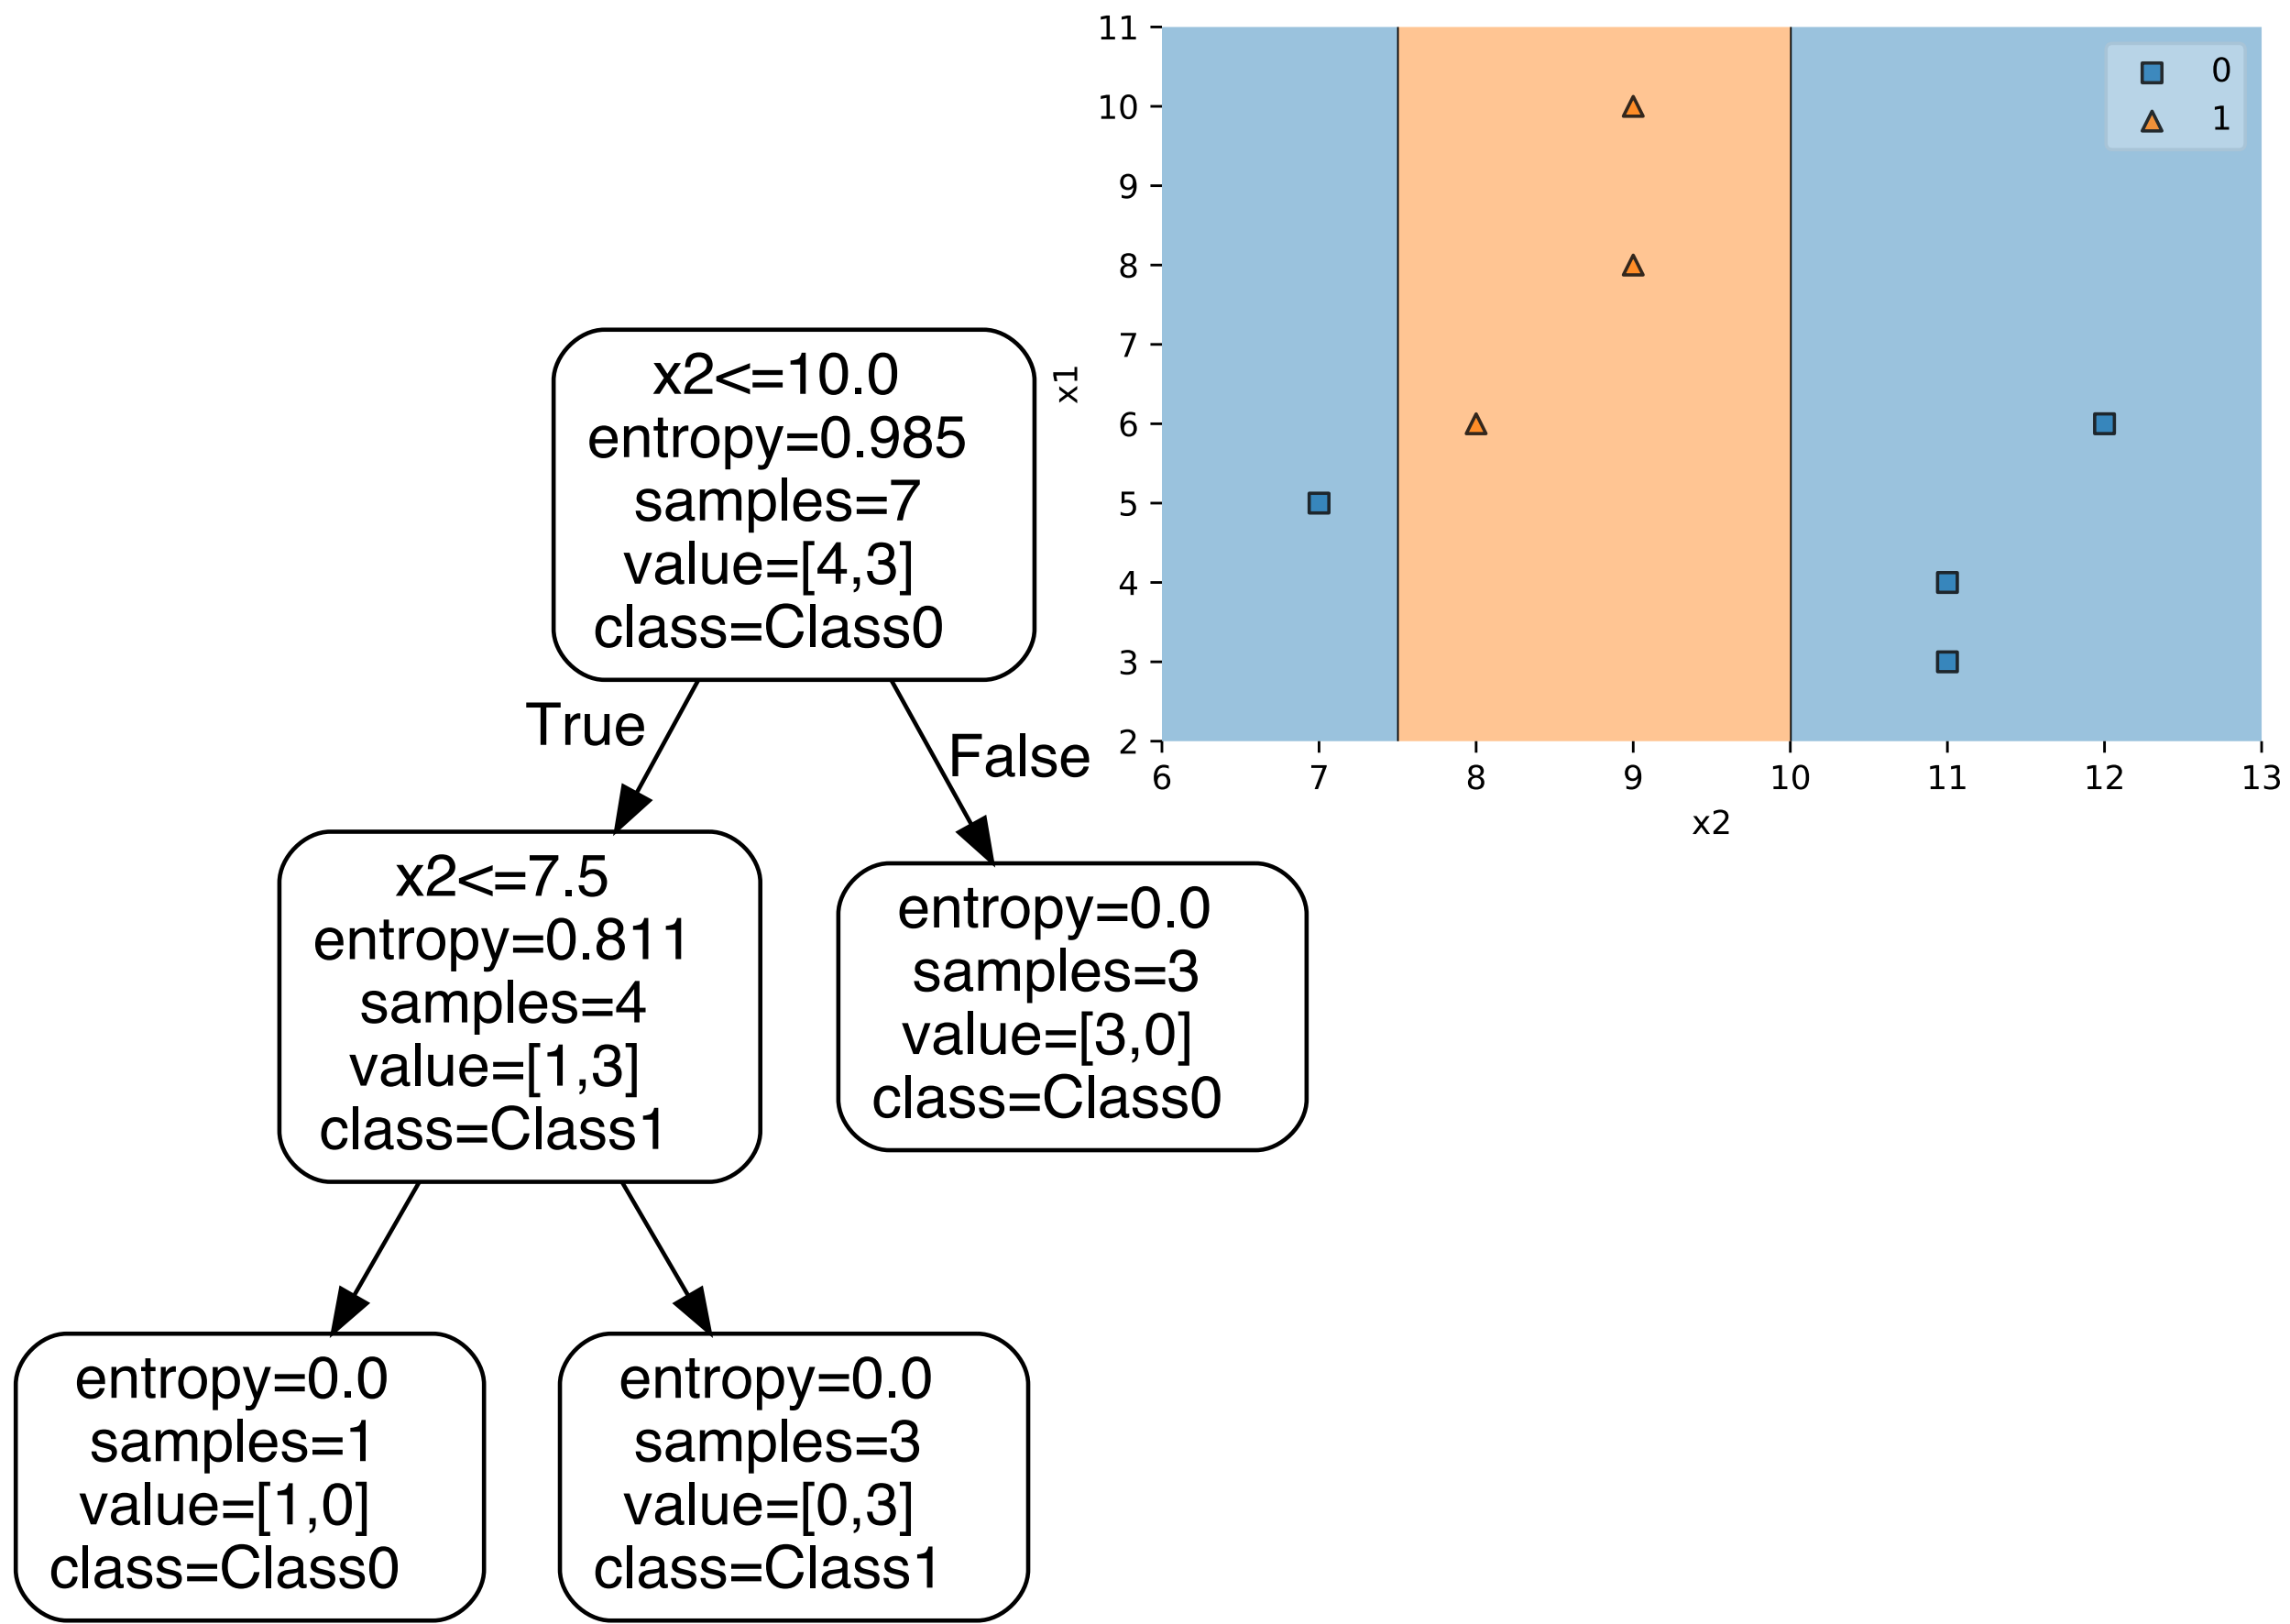 x2<=10.0
entropy=0.985
samples=7
value=[4,3]
class=Class0
True
False
x2<=7.5
entropy=0.811
samples=4
value=[1,3]
class=Class1
entropy=0.0
samples=3
value=[3,0]
class=Class0
entropy=0.0
samples=1
value=[1,0]
class=Class0
entropy=0.0
samples=3
value=[0,3]
class=Class1
11
10
9
8
7
6
5
4
3
2
x1
6 7 8 9 10 11 12 13
x2
0
1